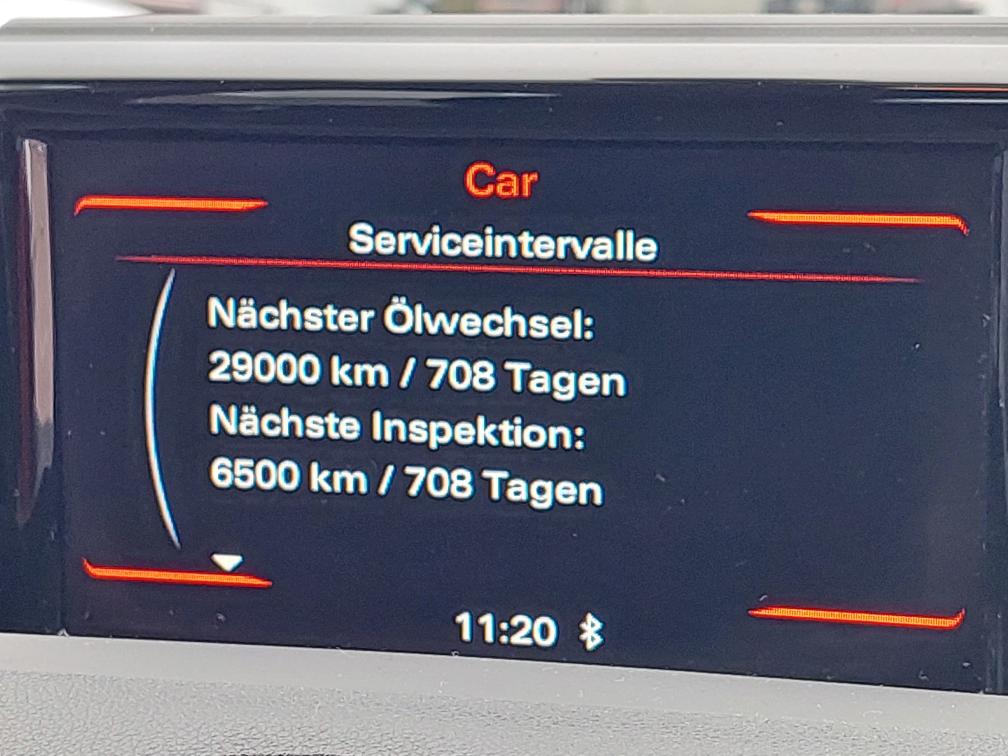 Car
Serviceintervalle
Nächster Ölwechsel:
29000 km / 708 Tagen
Nächste Inspektion:
6500 km / 708 Tagen
11:20